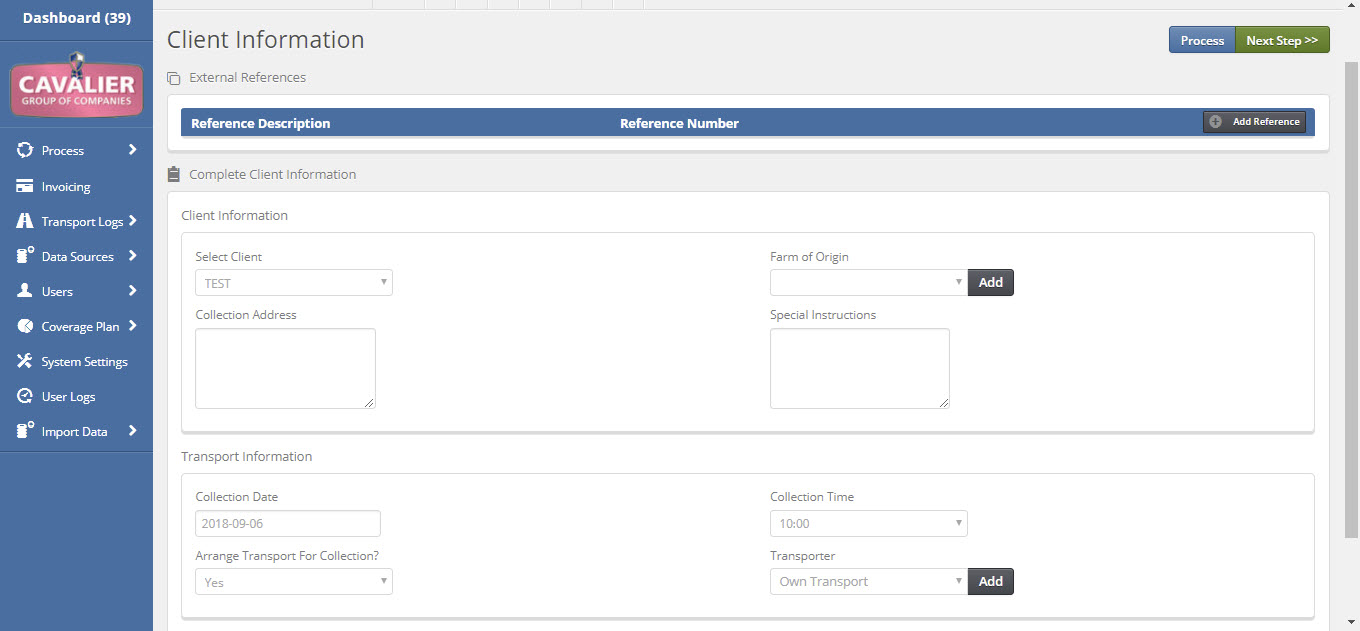 Dashboard (39)
CAVALIER
GROUP OF COMPANIES
Process
Invoicing
Transport Logs
Data Sources
Users
Coverage Plan
System Settings
User Logs
Import Data
Client Information
Process
Next Step >>
External References
Reference Description
Reference Number
Add Reference
Complete Client Information
Client Information
Select Client
Farm of Origin
TEST
Add
Collection Address
Special Instructions
Transport Information
Collection Date
Collection Time
2018-09-06
10:00
Arrange Transport For Collection?
Transporter
Yes
Own Transport
Add